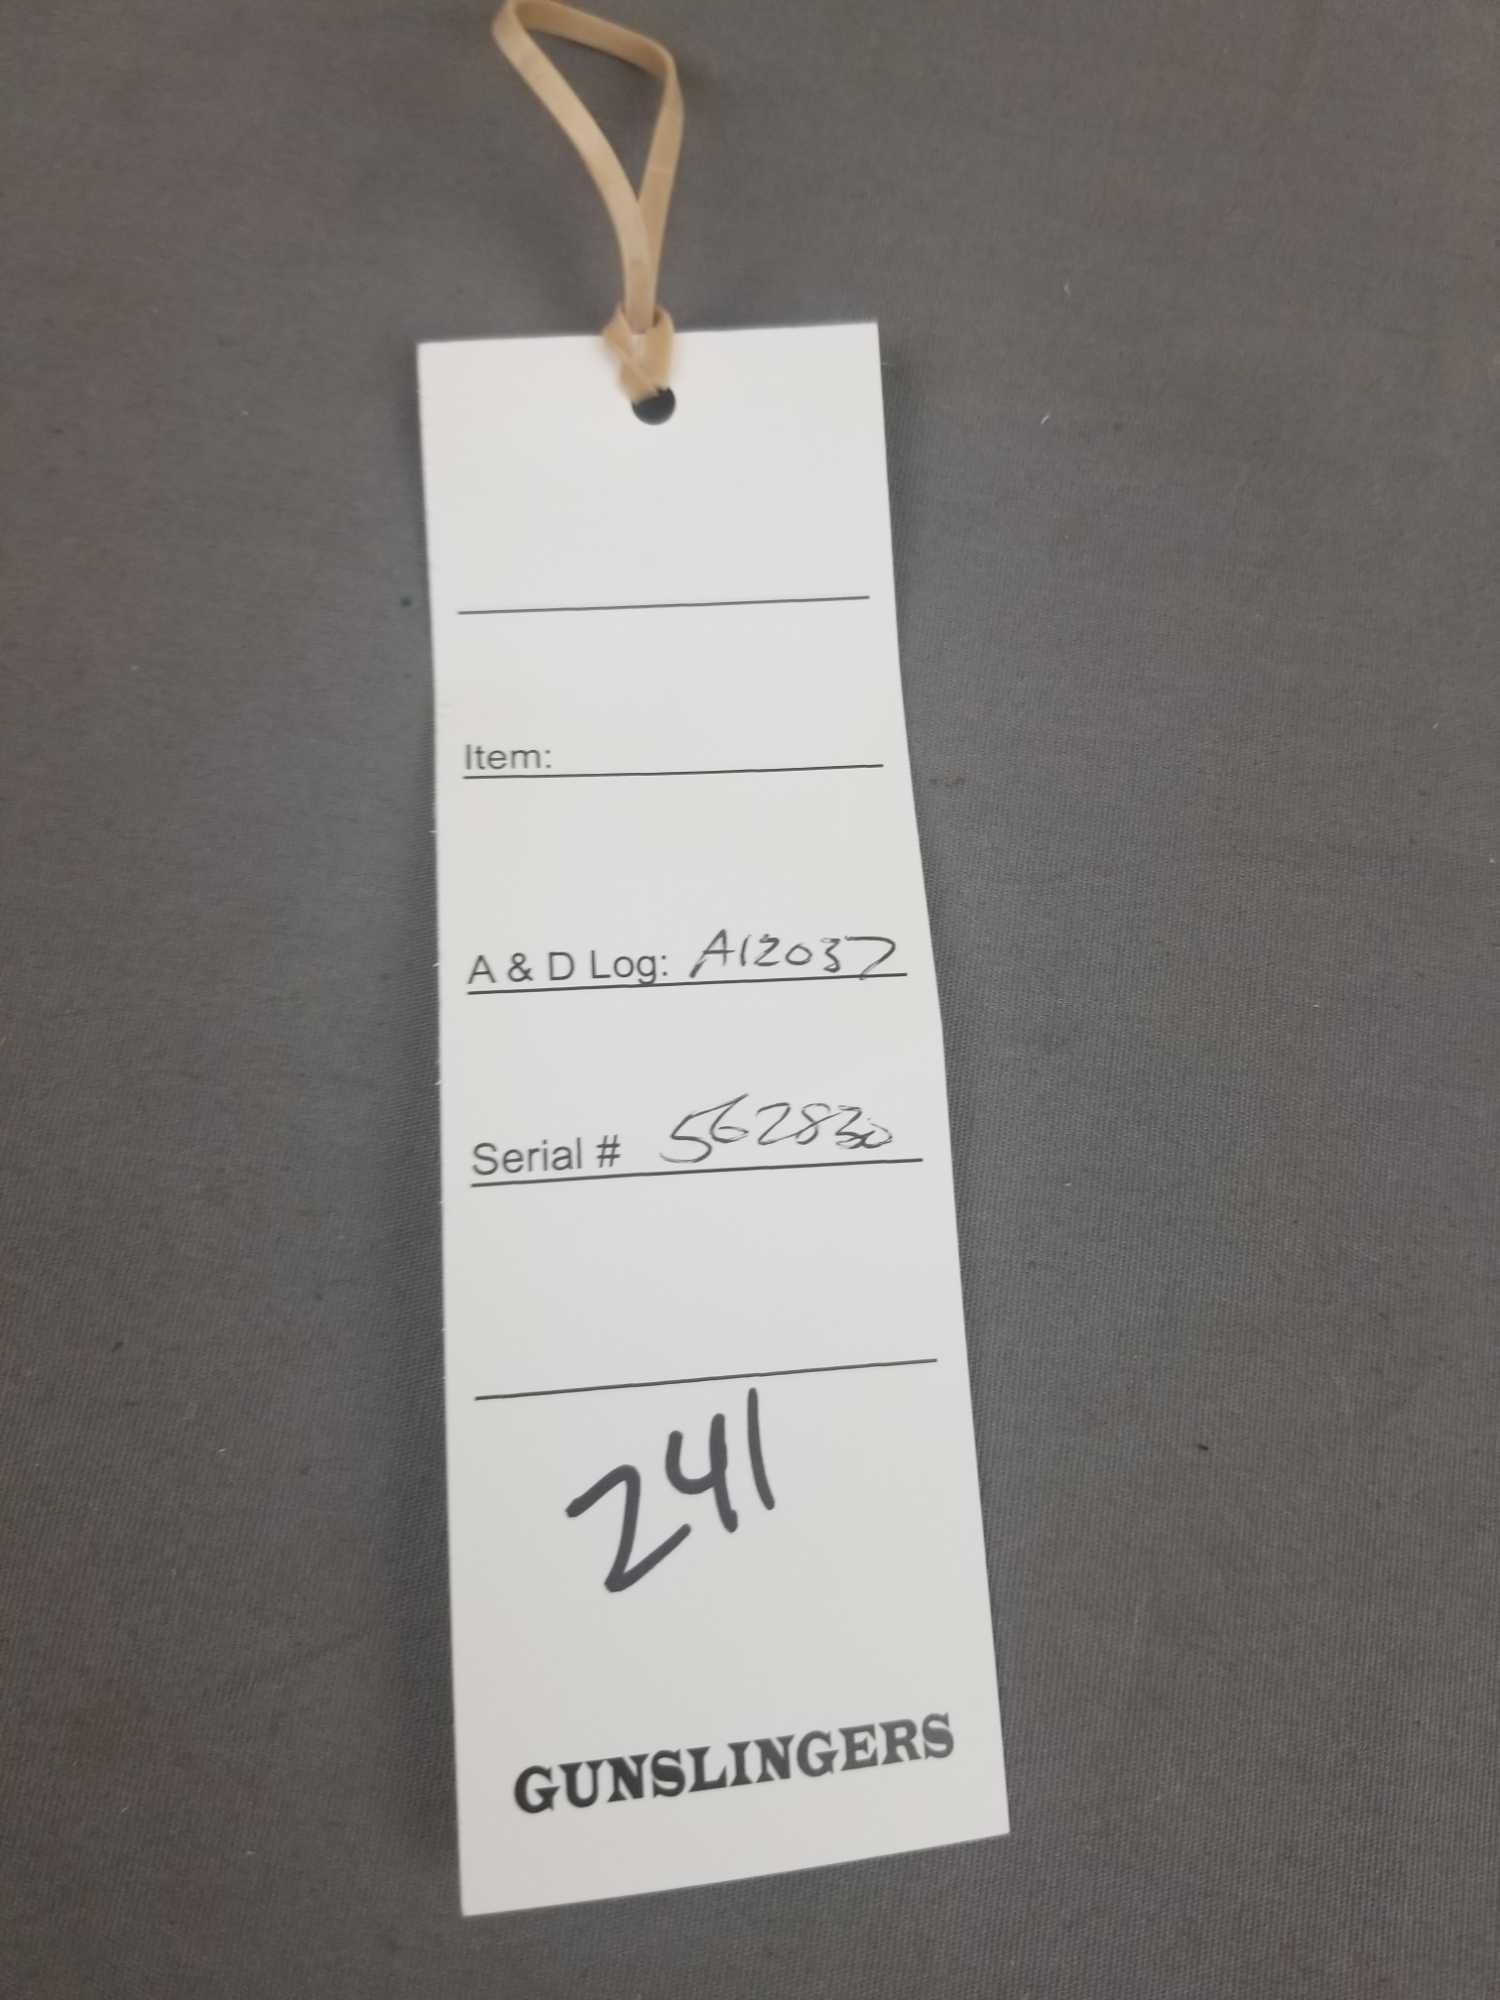 Item:
A & D Log: A12037
Serial # 562830
241
GUNSLINGERS